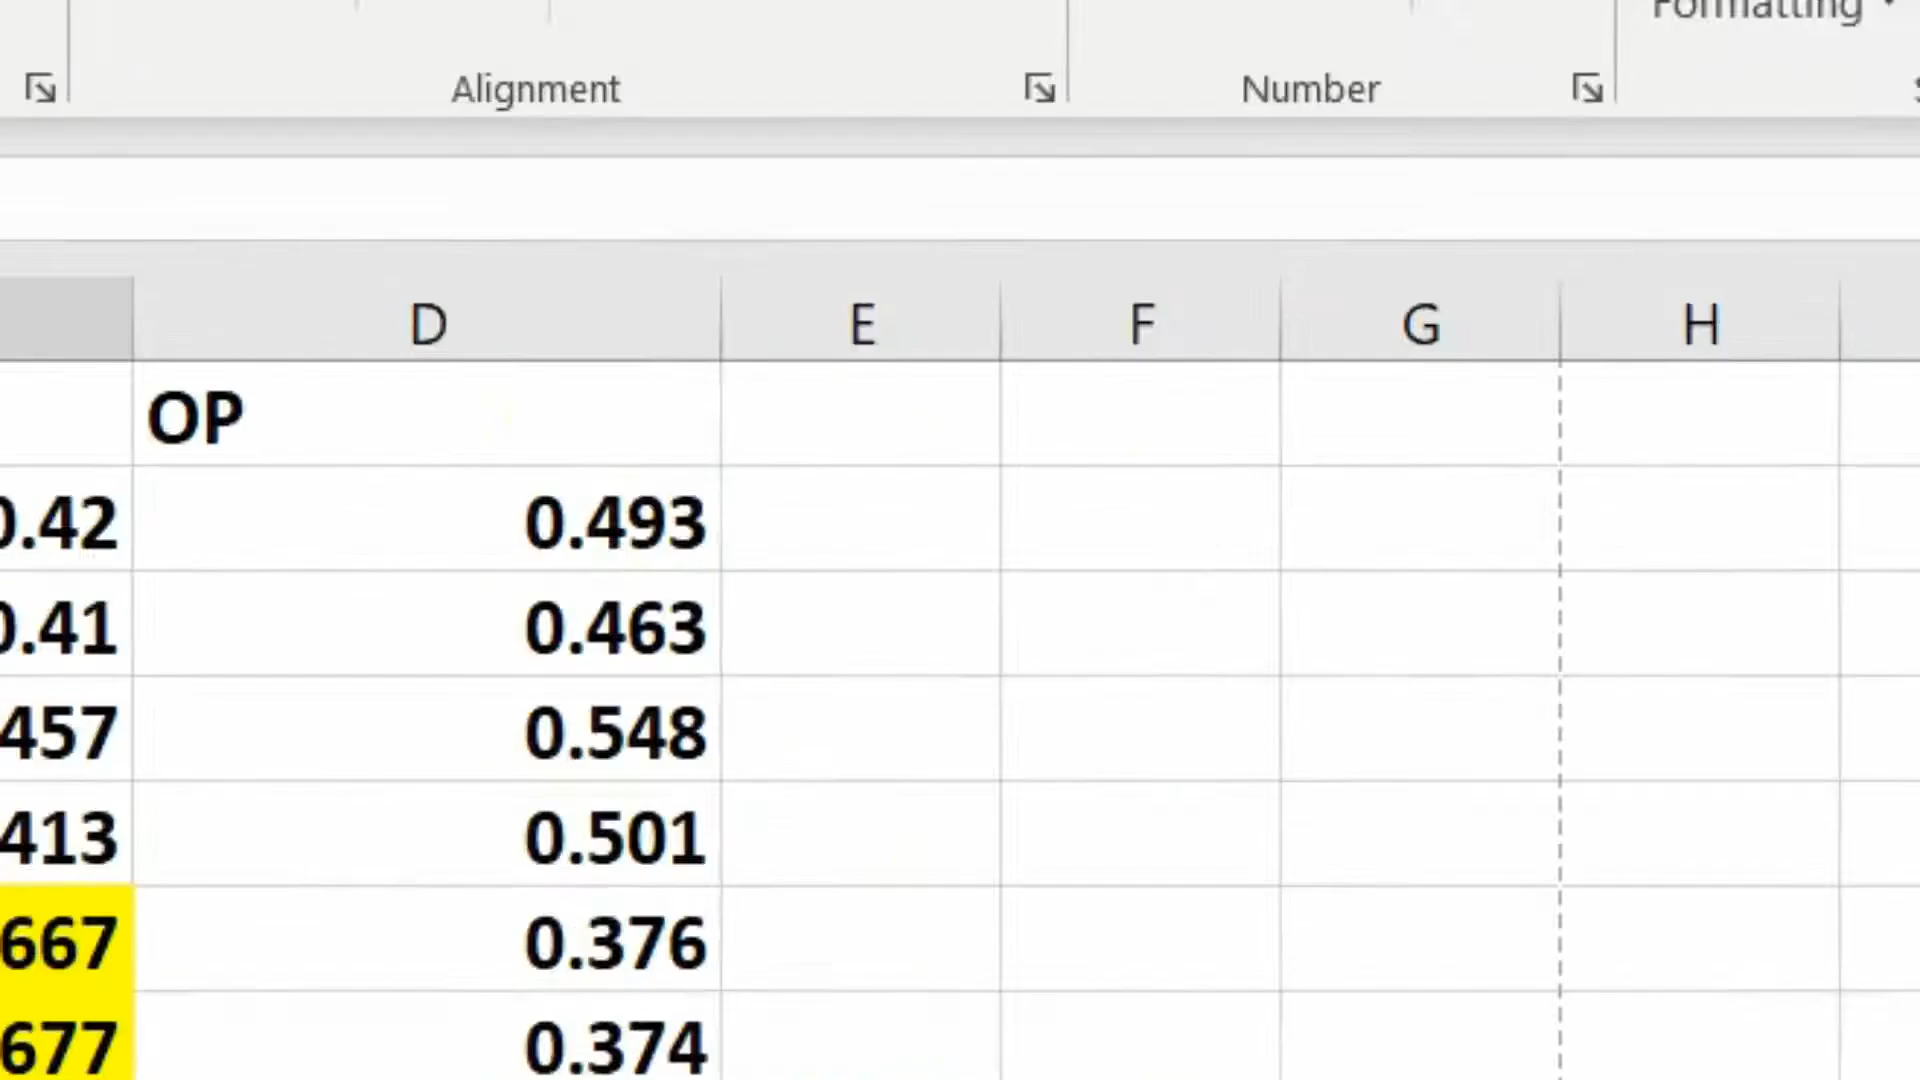 Formatting
Alignment Number
D E F G H
OP
0.42 0.493
0.41 0.463
457 0.548
413 0.501
667 0.376
677 0.374